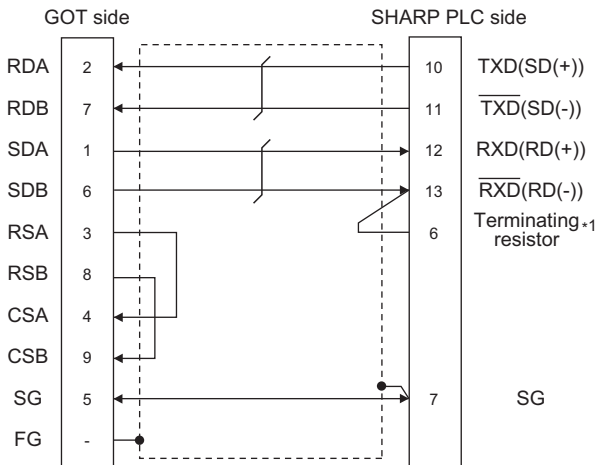 GOT side SHARP PLC side
RDA 2 10 TXD(SD(+))
RDB 7 11 T̅X̅D̅(SD(-))
SDA 1 12 RXD(RD(+))
SDB 6 13 R̅X̅D̅(RD(-))
RSA 3 6 Terminating *1
resistor
RSB 8
CSA 4
CSB 9
SG 5 7 SG
FG -